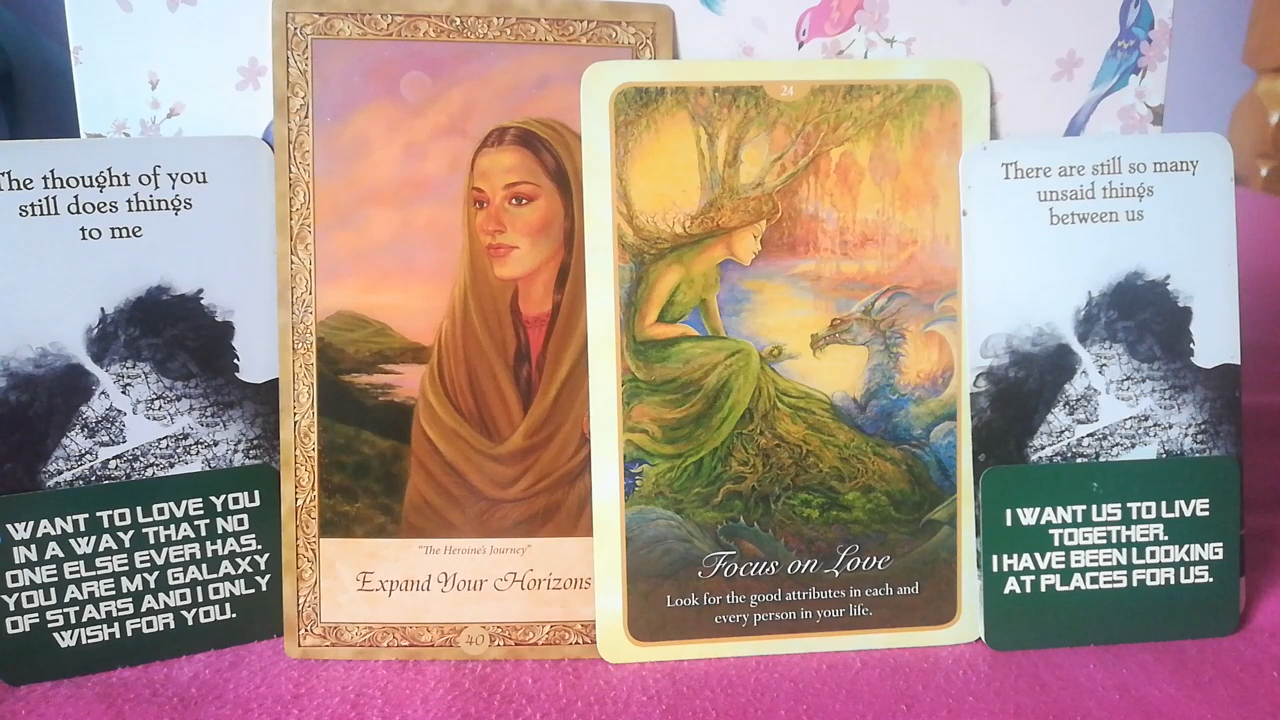 The thought of you
still does things
to me
WANT TO LOVE YOU
IN A WAY THAT NO
ONE ELSE EVER HAS.
YOU ARE MY GALAXY
OF STARS AND I ONLY
WISH FOR YOU.
"The Heroine's Journey"
Expand Your Horizons
40
24
Focus on Love
Look for the good attributes in each and
every person in your life.
There are still so many
unsaid things
between us
I WANT US TO LIVE
TOGETHER.
I HAVE BEEN LOOKING
AT PLACES FOR US.